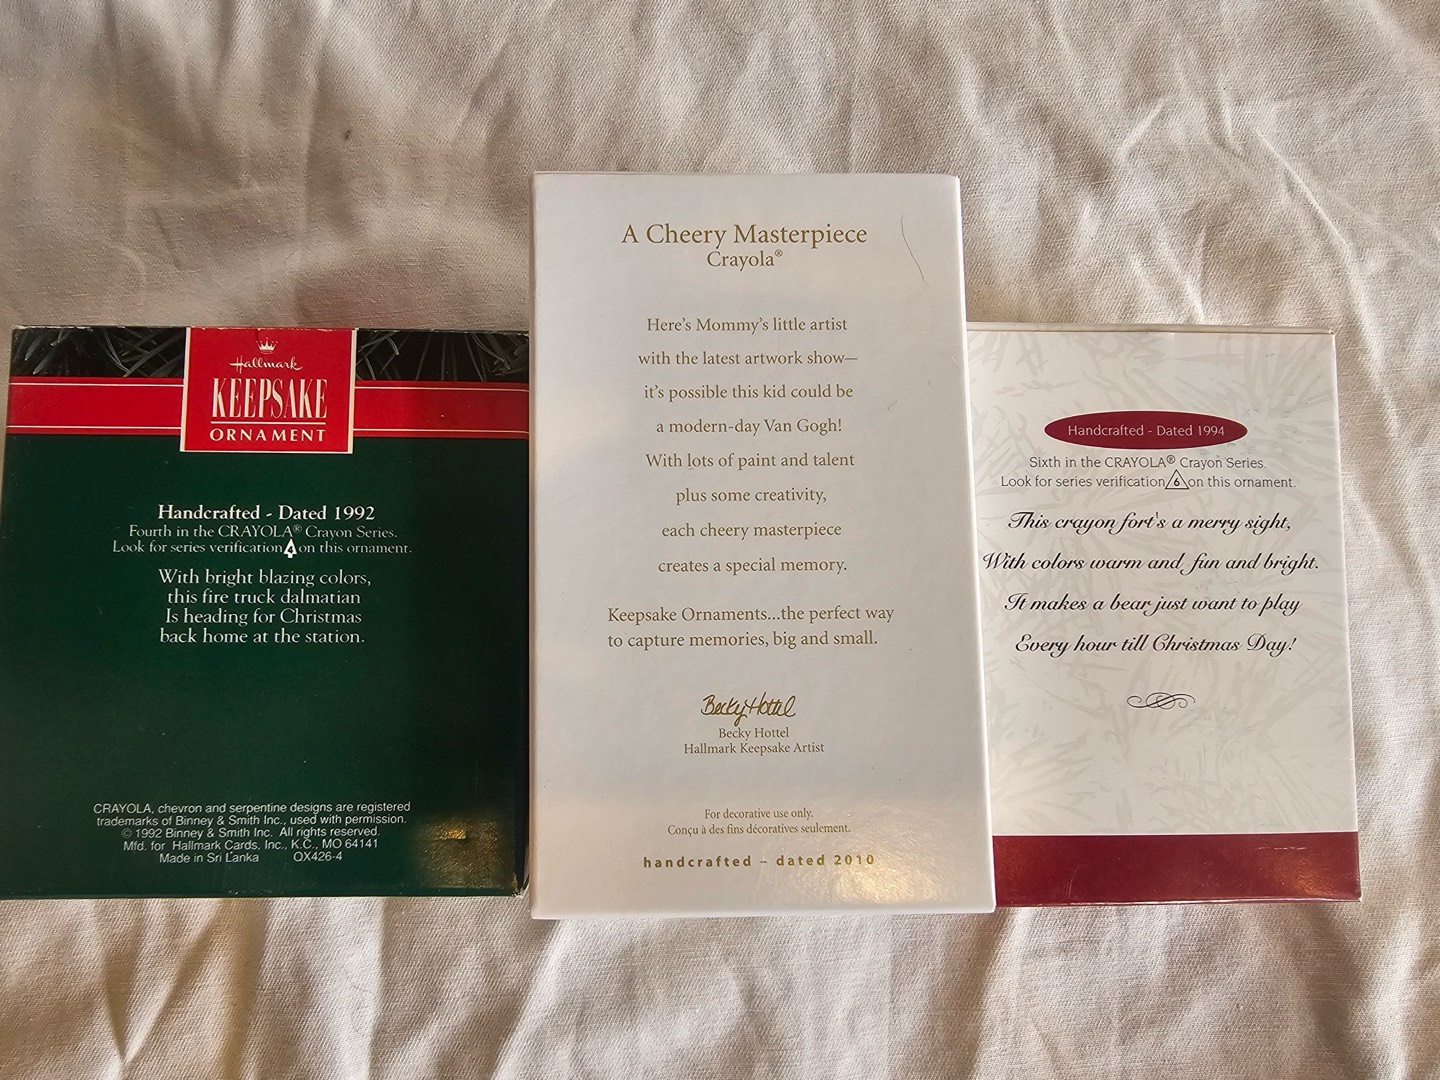 Hallmark
KEEPSAKE
ORNAMENT
Handcrafted - Dated 1992
Fourth in the CRAYOLA® Crayon Series.
Look for series verification 4 on this ornament.
With bright blazing colors,
this fire truck dalmatian
Is heading for Christmas
back home at the station.
CRAYOLA, chevron and serpentine designs are registered
trademarks of Binney & Smith Inc., used with permission.
© 1992 Binney & Smith Inc. All rights reserved.
Mfd. for Hallmark Cards, Inc., K.C., MO 64141
Made in Sri Lanka QX426-4
A Cheery Masterpiece
Crayola®
Here's Mommy's little artist
with the latest artwork show—
it's possible this kid could be
a modern-day Van Gogh!
With lots of paint and talent
plus some creativity,
each cheery masterpiece
creates a special memory.
Keepsake Ornaments...the perfect way
to capture memories, big and small.
Becky Hottel
Becky Hottel
Hallmark Keepsake Artist
For decorative use only.
Conçu à des fins décoratives seulement.
handcrafted – dated 2010
Handcrafted - Dated 1994
Sixth in the CRAYOLA® Crayon Series.
Look for series verification 6 on this ornament.
This crayon fort's a merry sight,
With colors warm and fun and bright.
It makes a bear just want to play
Every hour till Christmas Day!